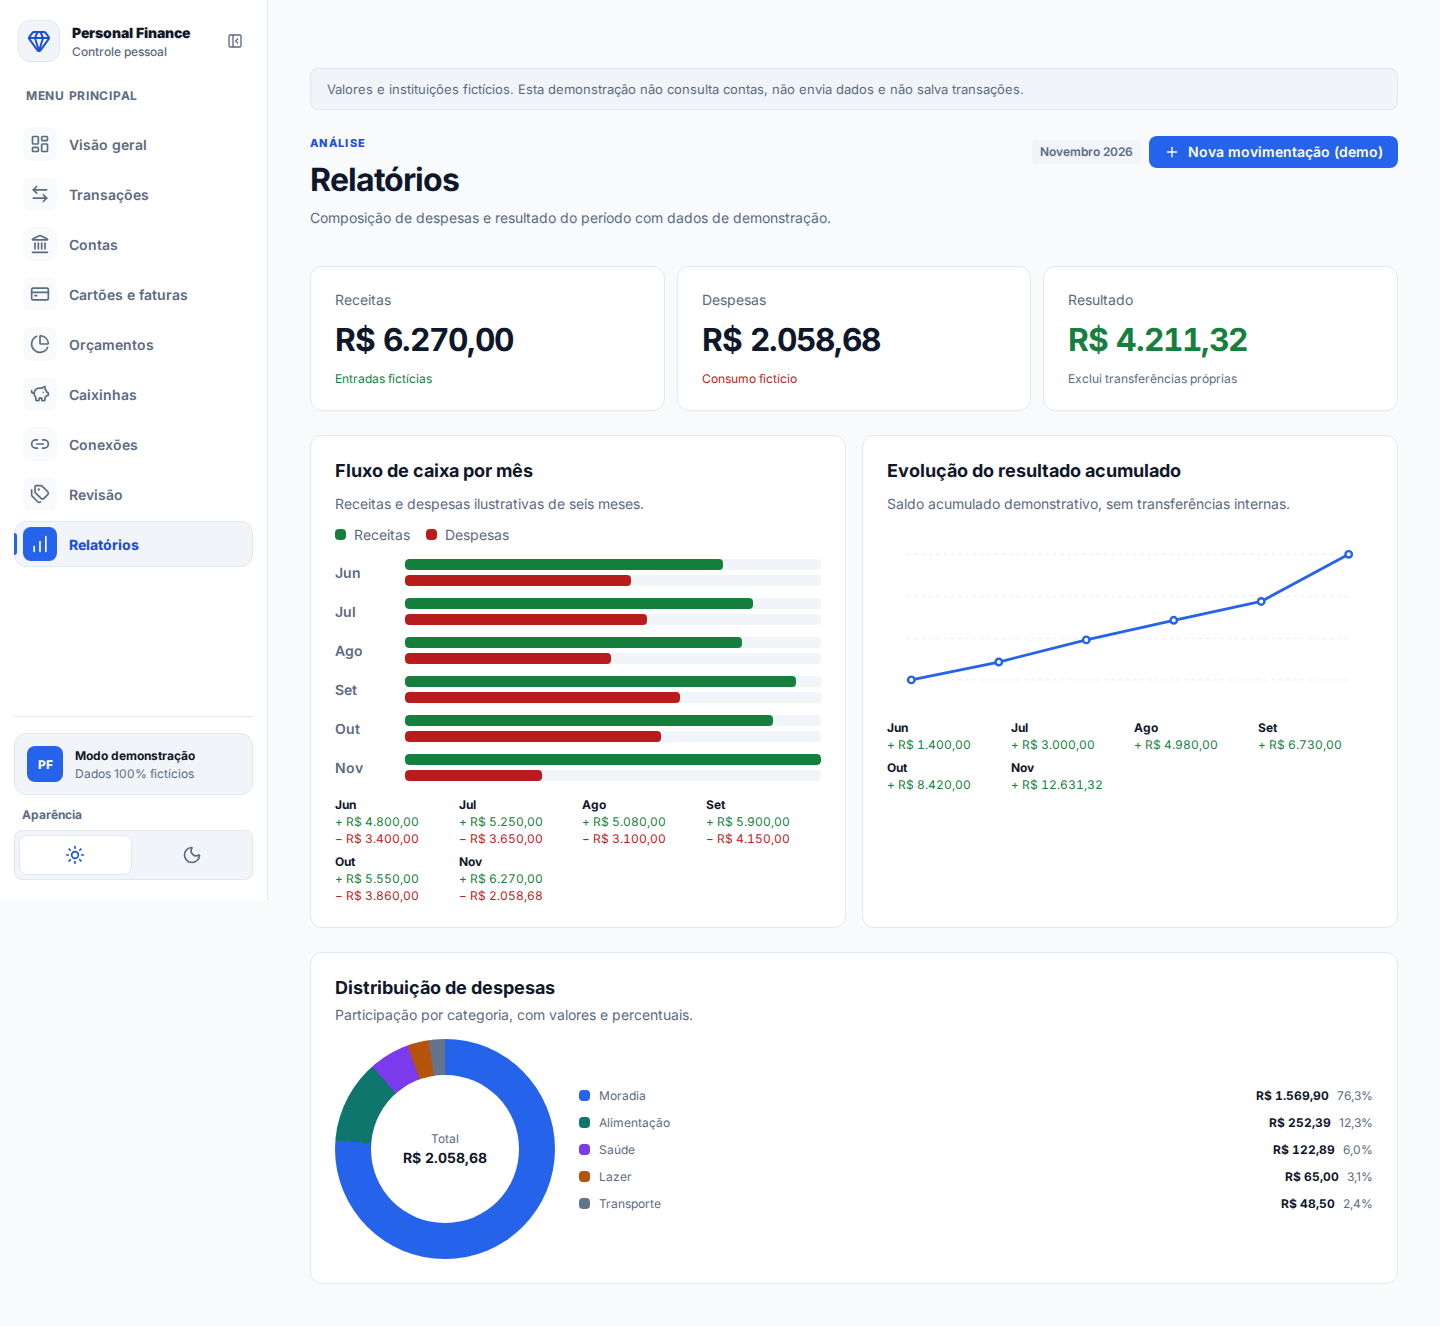 Personal Finance
Controle pessoal
MENU PRINCIPAL
Visão geral
Transações
Contas
Cartões e faturas
Orçamentos
Caixinhas
Conexões
Revisão
Relatórios
PF
Modo demonstração
Dados 100% fictícios
Aparência
Valores e instituições fictícios. Esta demonstração não consulta contas, não envia dados e não salva transações.
ANÁLISE
Relatórios
Composição de despesas e resultado do período com dados de demonstração.
Novembro 2026
Nova movimentação (demo)
Receitas
R$ 6.270,00
Entradas fictícias
Despesas
R$ 2.058,68
Consumo fictício
Resultado
R$ 4.211,32
Exclui transferências próprias
Fluxo de caixa por mês
Receitas e despesas ilustrativas de seis meses.
Receitas Despesas
Jun
Jul
Ago
Set
Out
Nov
Jun Jul Ago Set
+ R$ 4.800,00 + R$ 5.250,00 + R$ 5.080,00 + R$ 5.900,00
− R$ 3.400,00 − R$ 3.650,00 − R$ 3.100,00 − R$ 4.150,00
Out Nov
+ R$ 5.550,00 + R$ 6.270,00
− R$ 3.860,00 − R$ 2.058,68
Evolução do resultado acumulado
Saldo acumulado demonstrativo, sem transferências internas.
Jun Jul Ago Set
+ R$ 1.400,00 + R$ 3.000,00 + R$ 4.980,00 + R$ 6.730,00
Out Nov
+ R$ 8.420,00 + R$ 12.631,32
Distribuição de despesas
Participação por categoria, com valores e percentuais.
Total
R$ 2.058,68
Moradia R$ 1.569,90 76,3%
Alimentação R$ 252,39 12,3%
Saúde R$ 122,89 6,0%
Lazer R$ 65,00 3,1%
Transporte R$ 48,50 2,4%